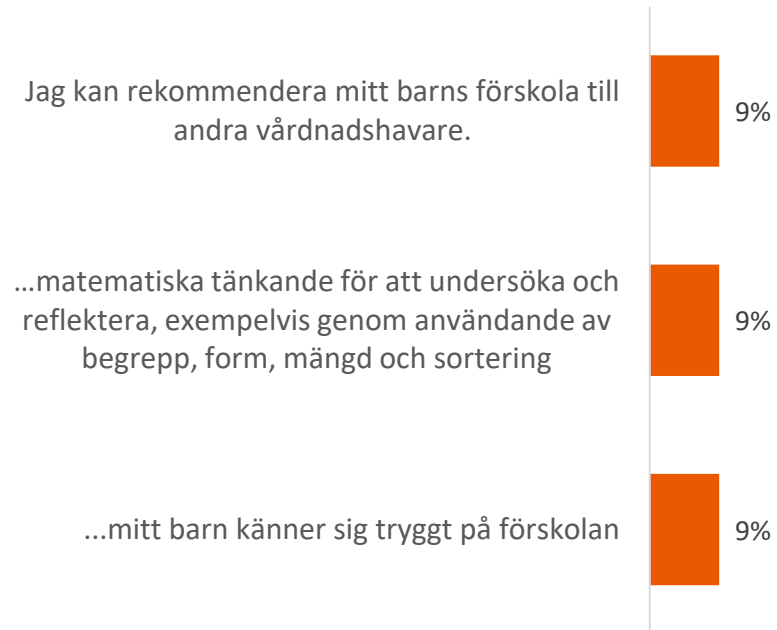 Jag kan rekommendera mitt barns förskola till
andra vårdnadshavare.
9%
...matematiska tänkande för att undersöka och
reflektera, exempelvis genom användande av
begrepp, form, mängd och sortering
9%
...mitt barn känner sig tryggt på förskolan
9%